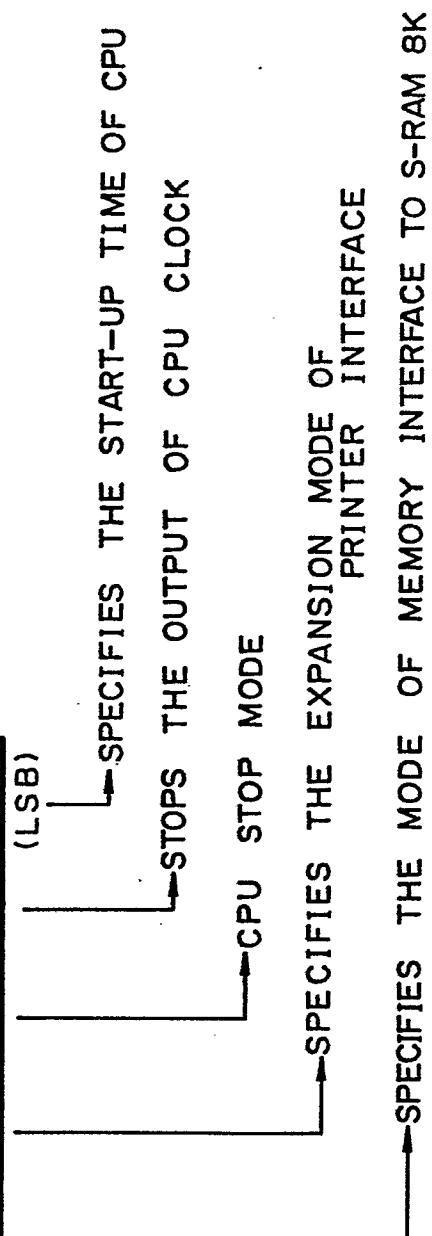 (LSB)
SPECIFIES THE START-UP TIME OF CPU
STOPS THE OUTPUT OF CPU CLOCK
CPU STOP MODE
SPECIFIES THE EXPANSION MODE OF
PRINTER INTERFACE
SPECIFIES THE MODE OF MEMORY INTERFACE TO S-RAM 8K